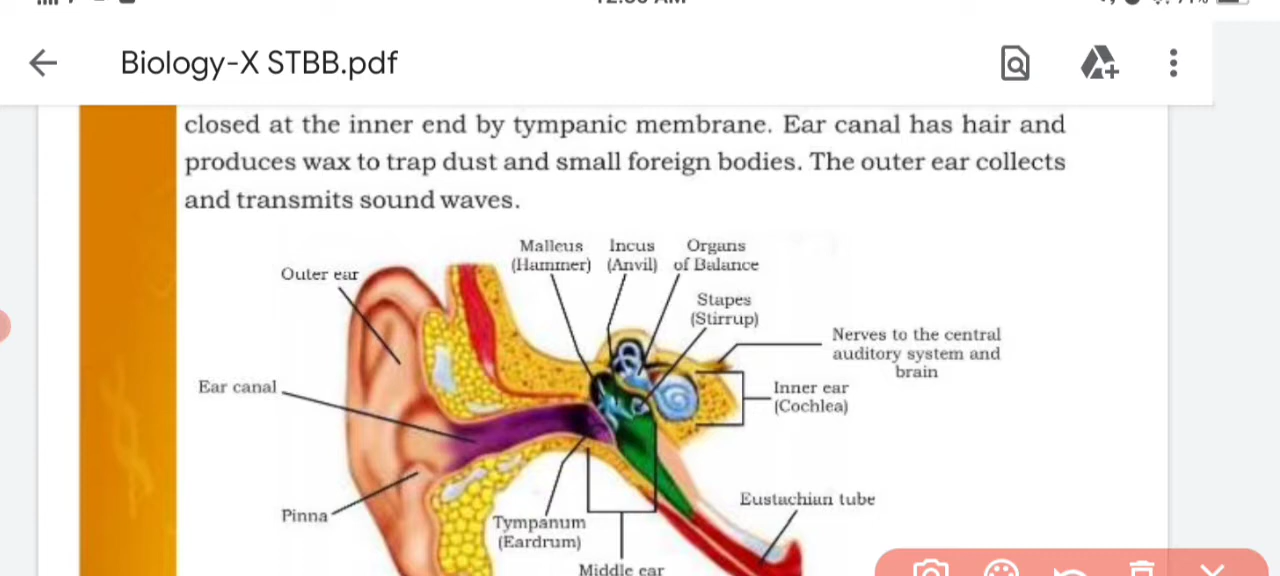 Biology-X STBB.pdf
closed at the inner end by tympanic membrane. Ear canal has hair and
produces wax to trap dust and small foreign bodies. The outer ear collects
and transmits sound waves.
Malleus
(Hammer)
Incus
(Anvil)
Organs
of Balance
Outer ear
Stapes
(Stirrup)
Nerves to the central
auditory system and
brain
Ear canal
Inner ear
(Cochlea)
Eustachian tube
Pinna
Tympanum
(Eardrum)
Middle ear